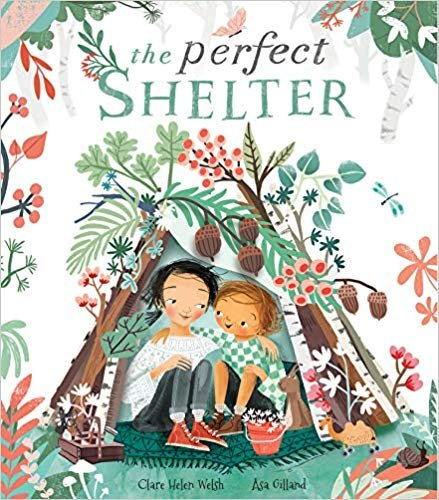 the perfect
SHELTER
Clare Helen Welsh Åsa Gilland